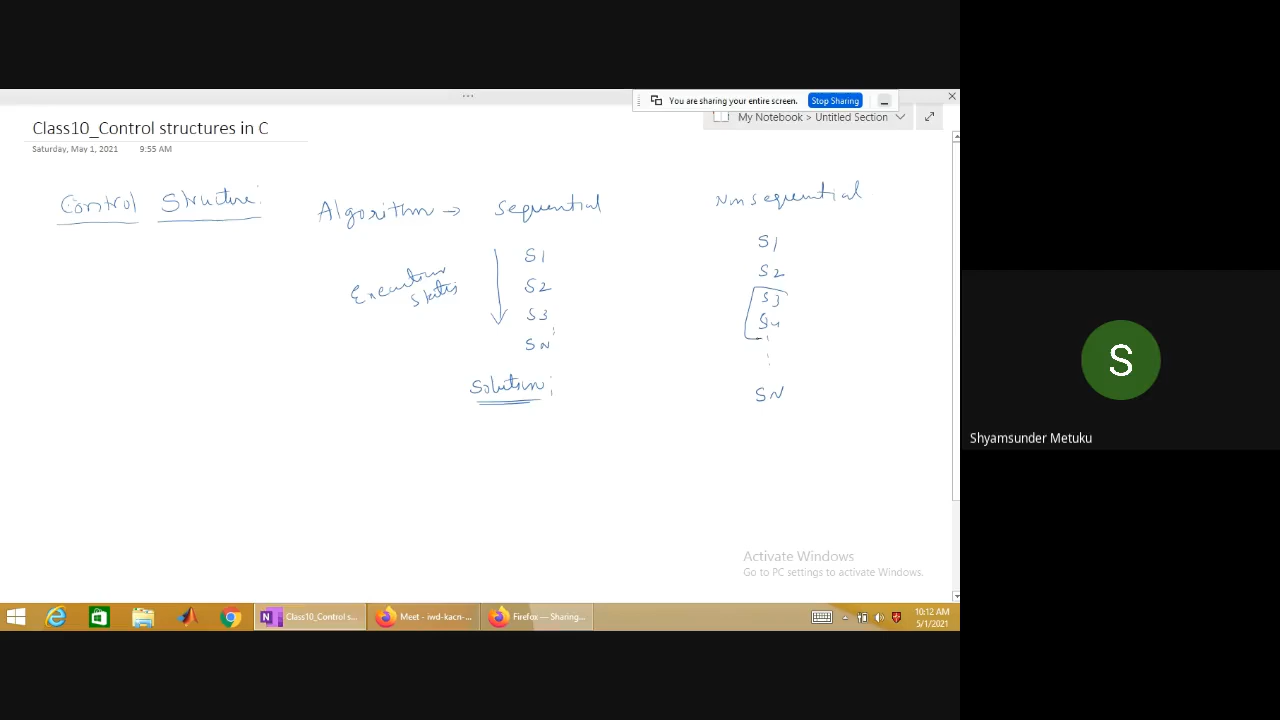 You are sharing your entire screen. Stop Sharing
My Notebook > Untitled Section
Class10_Control structures in C
Saturday, May 1, 2021 9:55 AM
Control Structure:
Algorithm → Sequential
Nonsequential
S1
S2
S3
SN
Execution
Solution:
S1
S2
S3
S4
SN
S
Shyamsunder Metuku
Activate Windows
Go to PC settings to activate Windows.
Class10_Control s...
Meet - iwd-kacn-...
Firefox — Sharing...
10:12 AM
5/1/2021